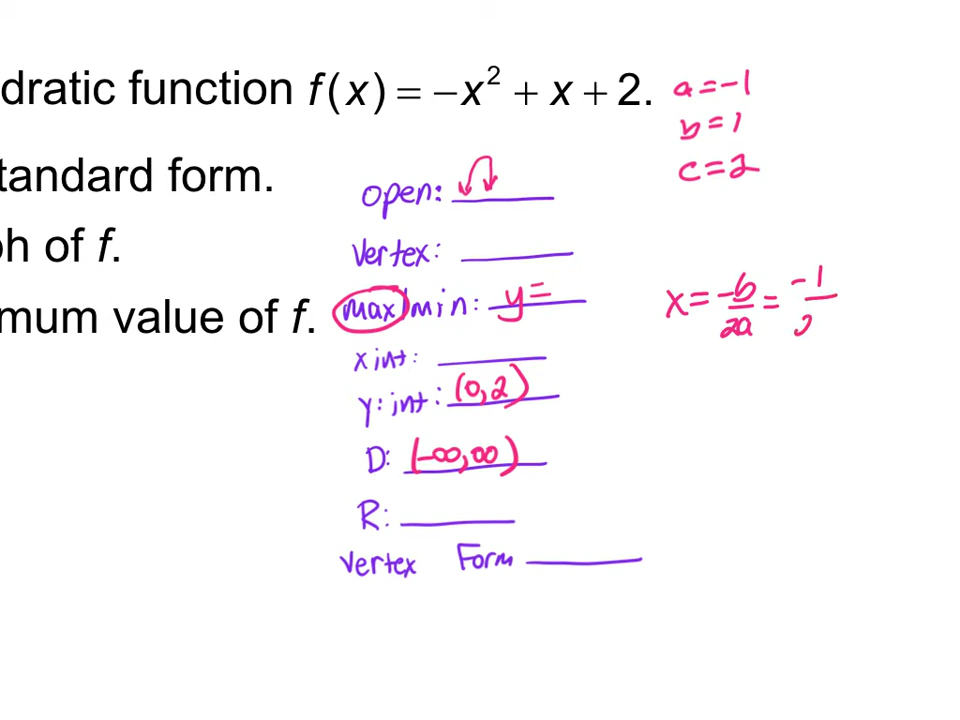 dratic function f(x) = −x² + x + 2.
a = -1
b = 1
c = 2
tandard form.
open:
ph of f.
vertex:
mum value of f.
max/min: y =
x = -b/2a = -1/2
x int:
y: int: (0,2)
D: (-∞,∞)
R:
Vertex Form